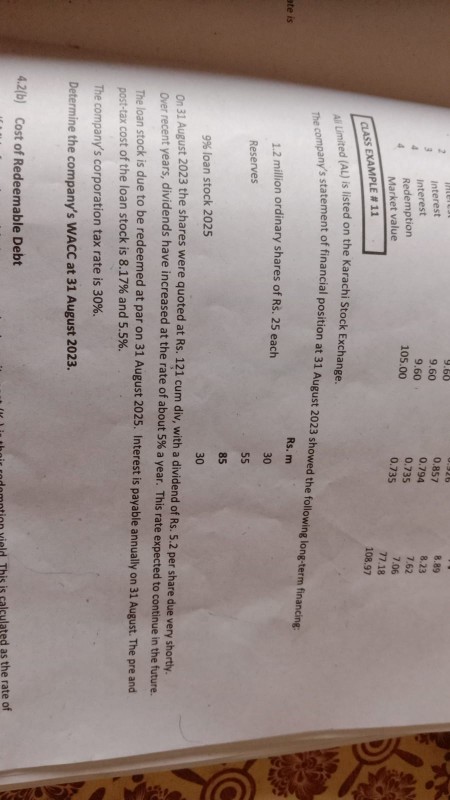 ate is
2
3 Interest 9.60 0.857 8.89
4 Interest 9.60 0.794 8.23
4 Redemption 9.60 0.735 7.62
Market value 105.00 0.735 7.06
77.18
108.97
CLASS EXAMPLE # 11
Ali Limited (AL) is listed on the Karachi Stock Exchange.
The company's statement of financial position at 31 August 2023 showed the following long-term financing:
Rs. m
1.2 million ordinary shares of Rs. 25 each 30
Reserves 55
85
9% loan stock 2025 30
On 31 August 2023 the shares were quoted at Rs. 121 cum div, with a dividend of Rs. 5.2 per share due very shortly.
Over recent years, dividends have increased at the rate of about 5% a year. This rate expected to continue in the future.
The loan stock is due to be redeemed at par on 31 August 2025. Interest is payable annually on 31 August. The pre and
post-tax cost of the loan stock is 8.17% and 5.5%.
The company's corporation tax rate is 30%.
Determine the company's WACC at 31 August 2023.
4.2(b) Cost of Redeemable Debt
is their redemption yield. This is calculated as the rate of